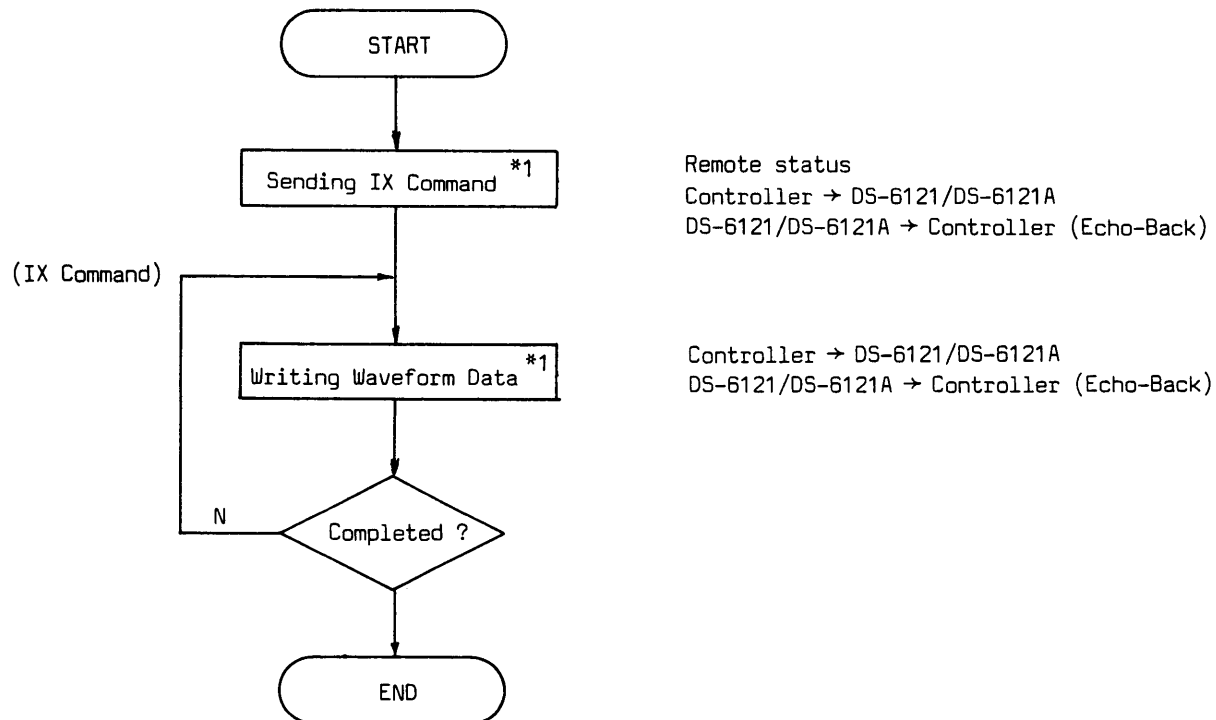 START
Sending IX Command *1
Remote status
Controller → DS-6121/DS-6121A
DS-6121/DS-6121A → Controller (Echo-Back)
(IX Command)
Writing Waveform Data *1
Controller → DS-6121/DS-6121A
DS-6121/DS-6121A → Controller (Echo-Back)
N
Completed ?
END